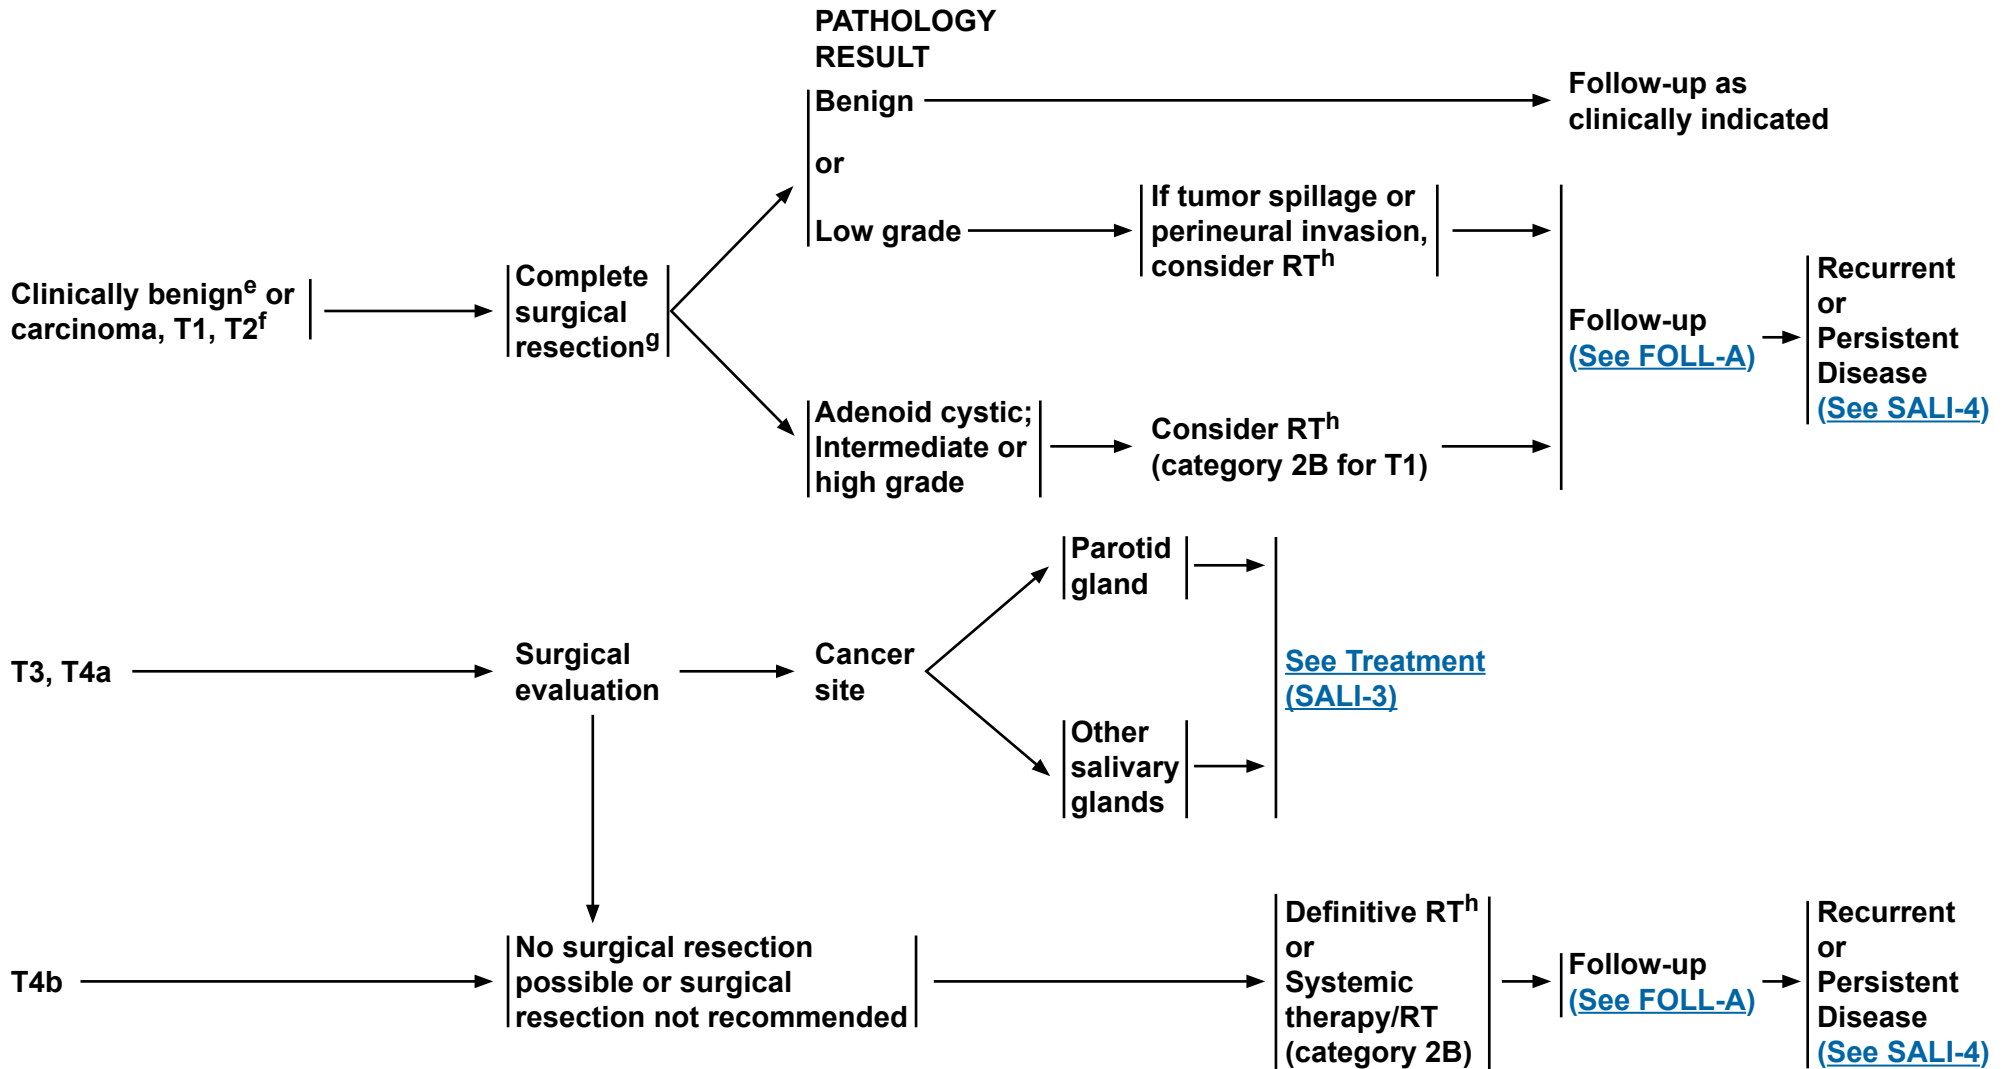 PATHOLOGY
RESULT
Benign
or
Low grade
Follow-up as
clinically indicated
If tumor spillage or
perineural invasion,
consider RTh
Clinically benigne or
carcinoma, T1, T2f
Complete
surgical
resectiong
Adenoid cystic;
Intermediate or
high grade
Consider RTh
(category 2B for T1)
Follow-up
(See FOLL-A)
Recurrent
or
Persistent
Disease
(See SALI-4)
T3, T4a
Surgical
evaluation
Cancer
site
Parotid
gland
Other
salivary
glands
See Treatment
(SALI-3)
T4b
No surgical resection
possible or surgical
resection not recommended
Definitive RTh
or
Systemic
therapy/RT
(category 2B)
Follow-up
(See FOLL-A)
Recurrent
or
Persistent
Disease
(See SALI-4)